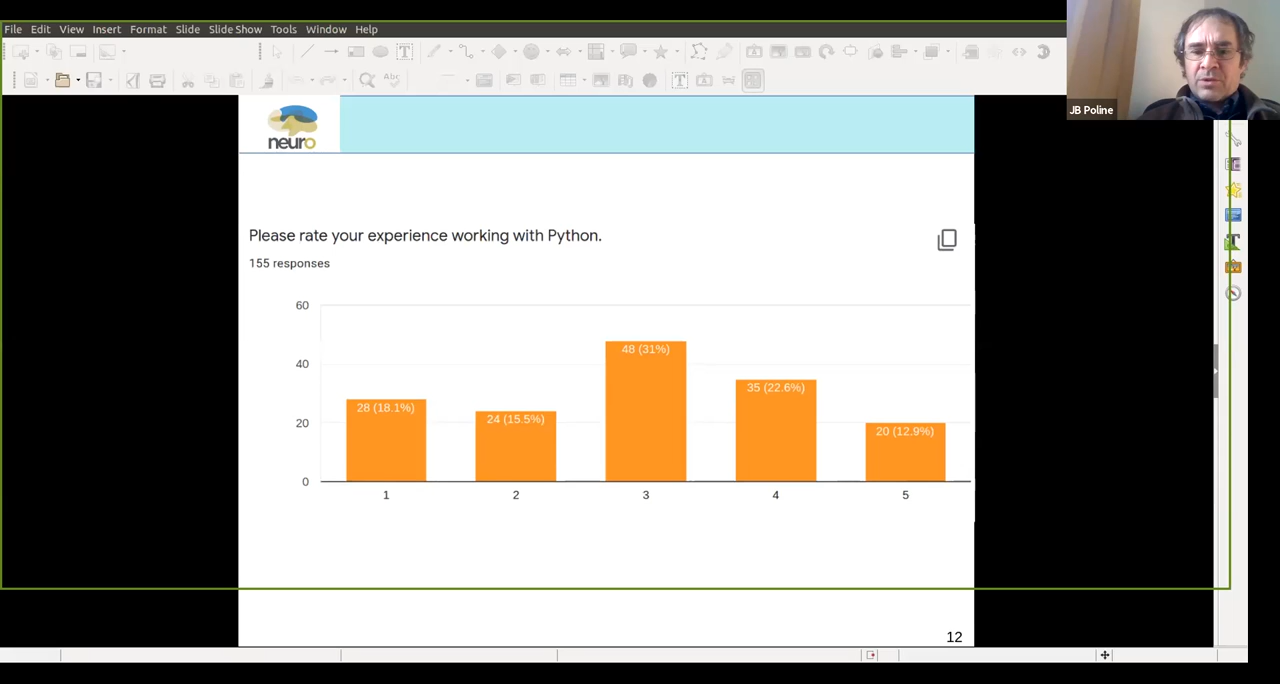 File Edit View Insert Format Slide Slide Show Tools Window Help
JB Poline
neuro
Please rate your experience working with Python.
155 responses
60
40
20
0
28 (18.1%)
24 (15.5%)
48 (31%)
35 (22.6%)
20 (12.9%)
1 2 3 4 5
12